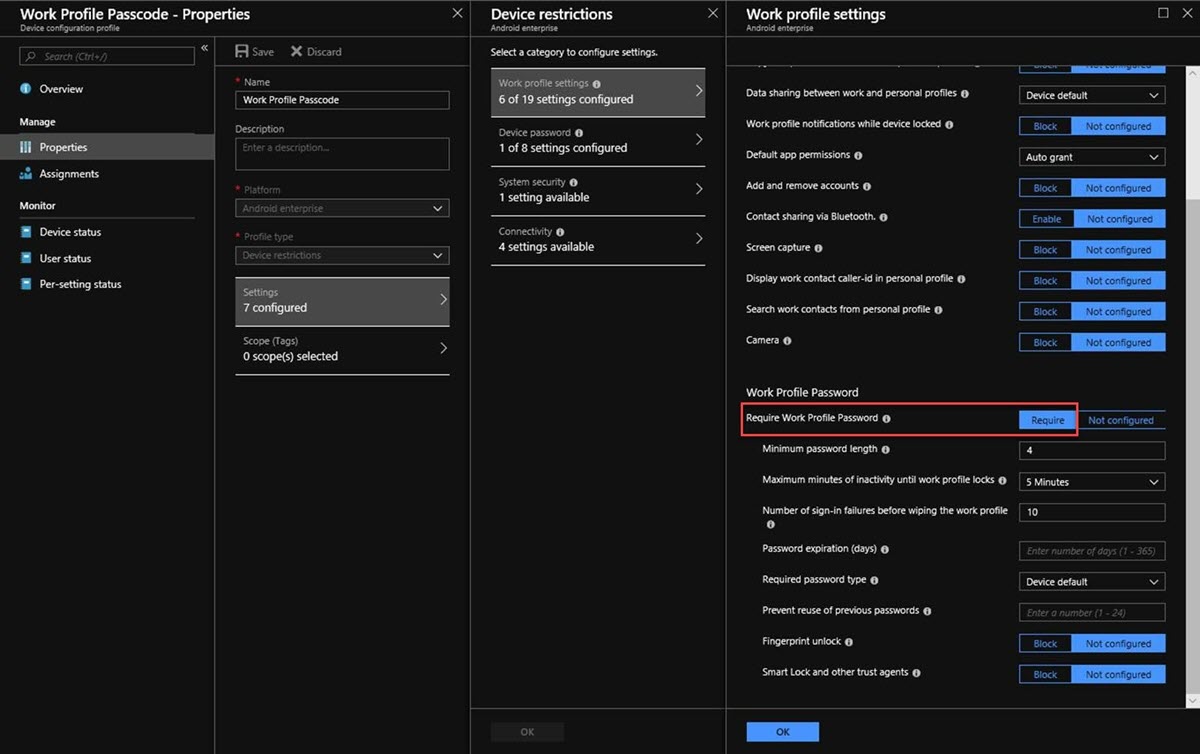 Work Profile Passcode - Properties
Device configuration profile
Search (Ctrl+/)
Overview
Manage
Properties
Assignments
Monitor
Device status
User status
Per-setting status
Save Discard
* Name
Work Profile Passcode
Description
Enter a description...
* Platform
Android enterprise
* Profile type
Device restrictions
Settings
7 configured
Scope (Tags)
0 scope(s) selected
Device restrictions
Android enterprise
Select a category to configure settings.
Work profile settings
6 of 19 settings configured
Device password
1 of 8 settings configured
System security
1 setting available
Connectivity
4 settings available
OK
Work profile settings
Android enterprise
Data sharing between work and personal profiles Device default
Work profile notifications while device locked Block Not configured
Default app permissions Auto grant
Add and remove accounts Block Not configured
Contact sharing via Bluetooth. Enable Not configured
Screen capture Block Not configured
Display work contact caller-id in personal profile Block Not configured
Search work contacts from personal profile Block Not configured
Camera Block Not configured
Work Profile Password
Require Work Profile Password Require Not configured
Minimum password length 4
Maximum minutes of inactivity until work profile locks 5 Minutes
Number of sign-in failures before wiping the work profile 10
Password expiration (days) Enter number of days (1 - 365)
Required password type Device default
Prevent reuse of previous passwords Enter a number (1 - 24)
Fingerprint unlock Block Not configured
Smart Lock and other trust agents Block Not configured
OK